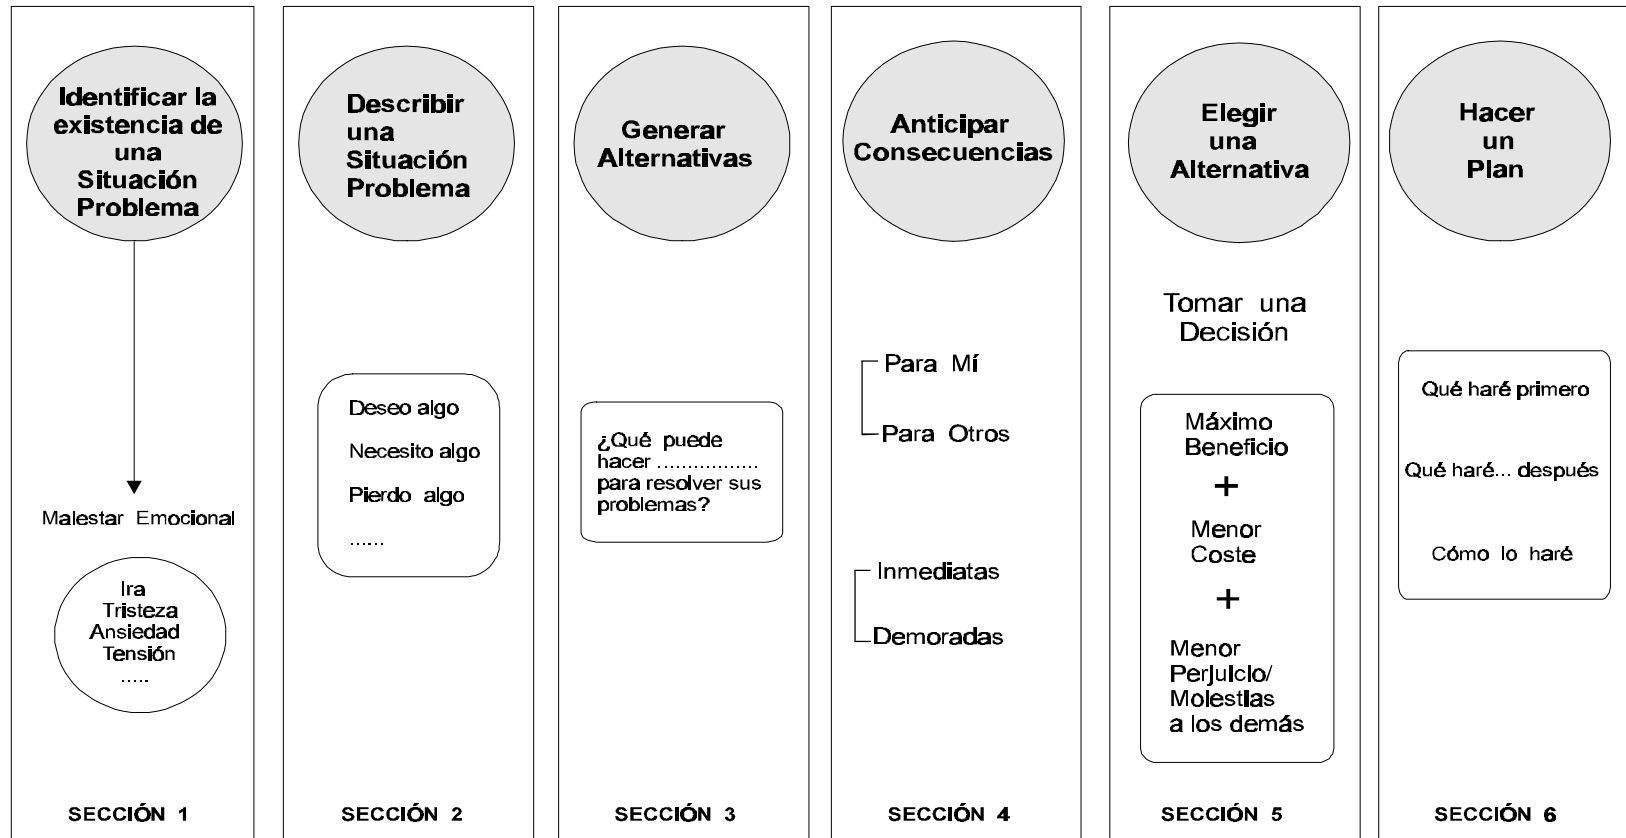 Identificar la
existencia de
una
Situación
Problema
Malestar Emocional
Ira
Tristeza
Ansiedad
Tensión
.....
SECCIÓN 1
Describir
una
Situación
Problema
Deseo algo
Necesito algo
Pierdo algo
......
SECCIÓN 2
Generar
Alternativas
¿Qué puede
hacer .................
para resolver sus
problemas?
SECCIÓN 3
Anticipar
Consecuencias
Para Mí
Para Otros
Inmediatas
Demoradas
SECCIÓN 4
Elegir
una
Alternativa
Tomar una
Decisión
Máximo
Beneficio
+
Menor
Coste
+
Menor
Perjuicio/
Molestias
a los demás
SECCIÓN 5
Hacer
un
Plan
Qué haré primero
Qué haré... después
Cómo lo haré
SECCIÓN 6